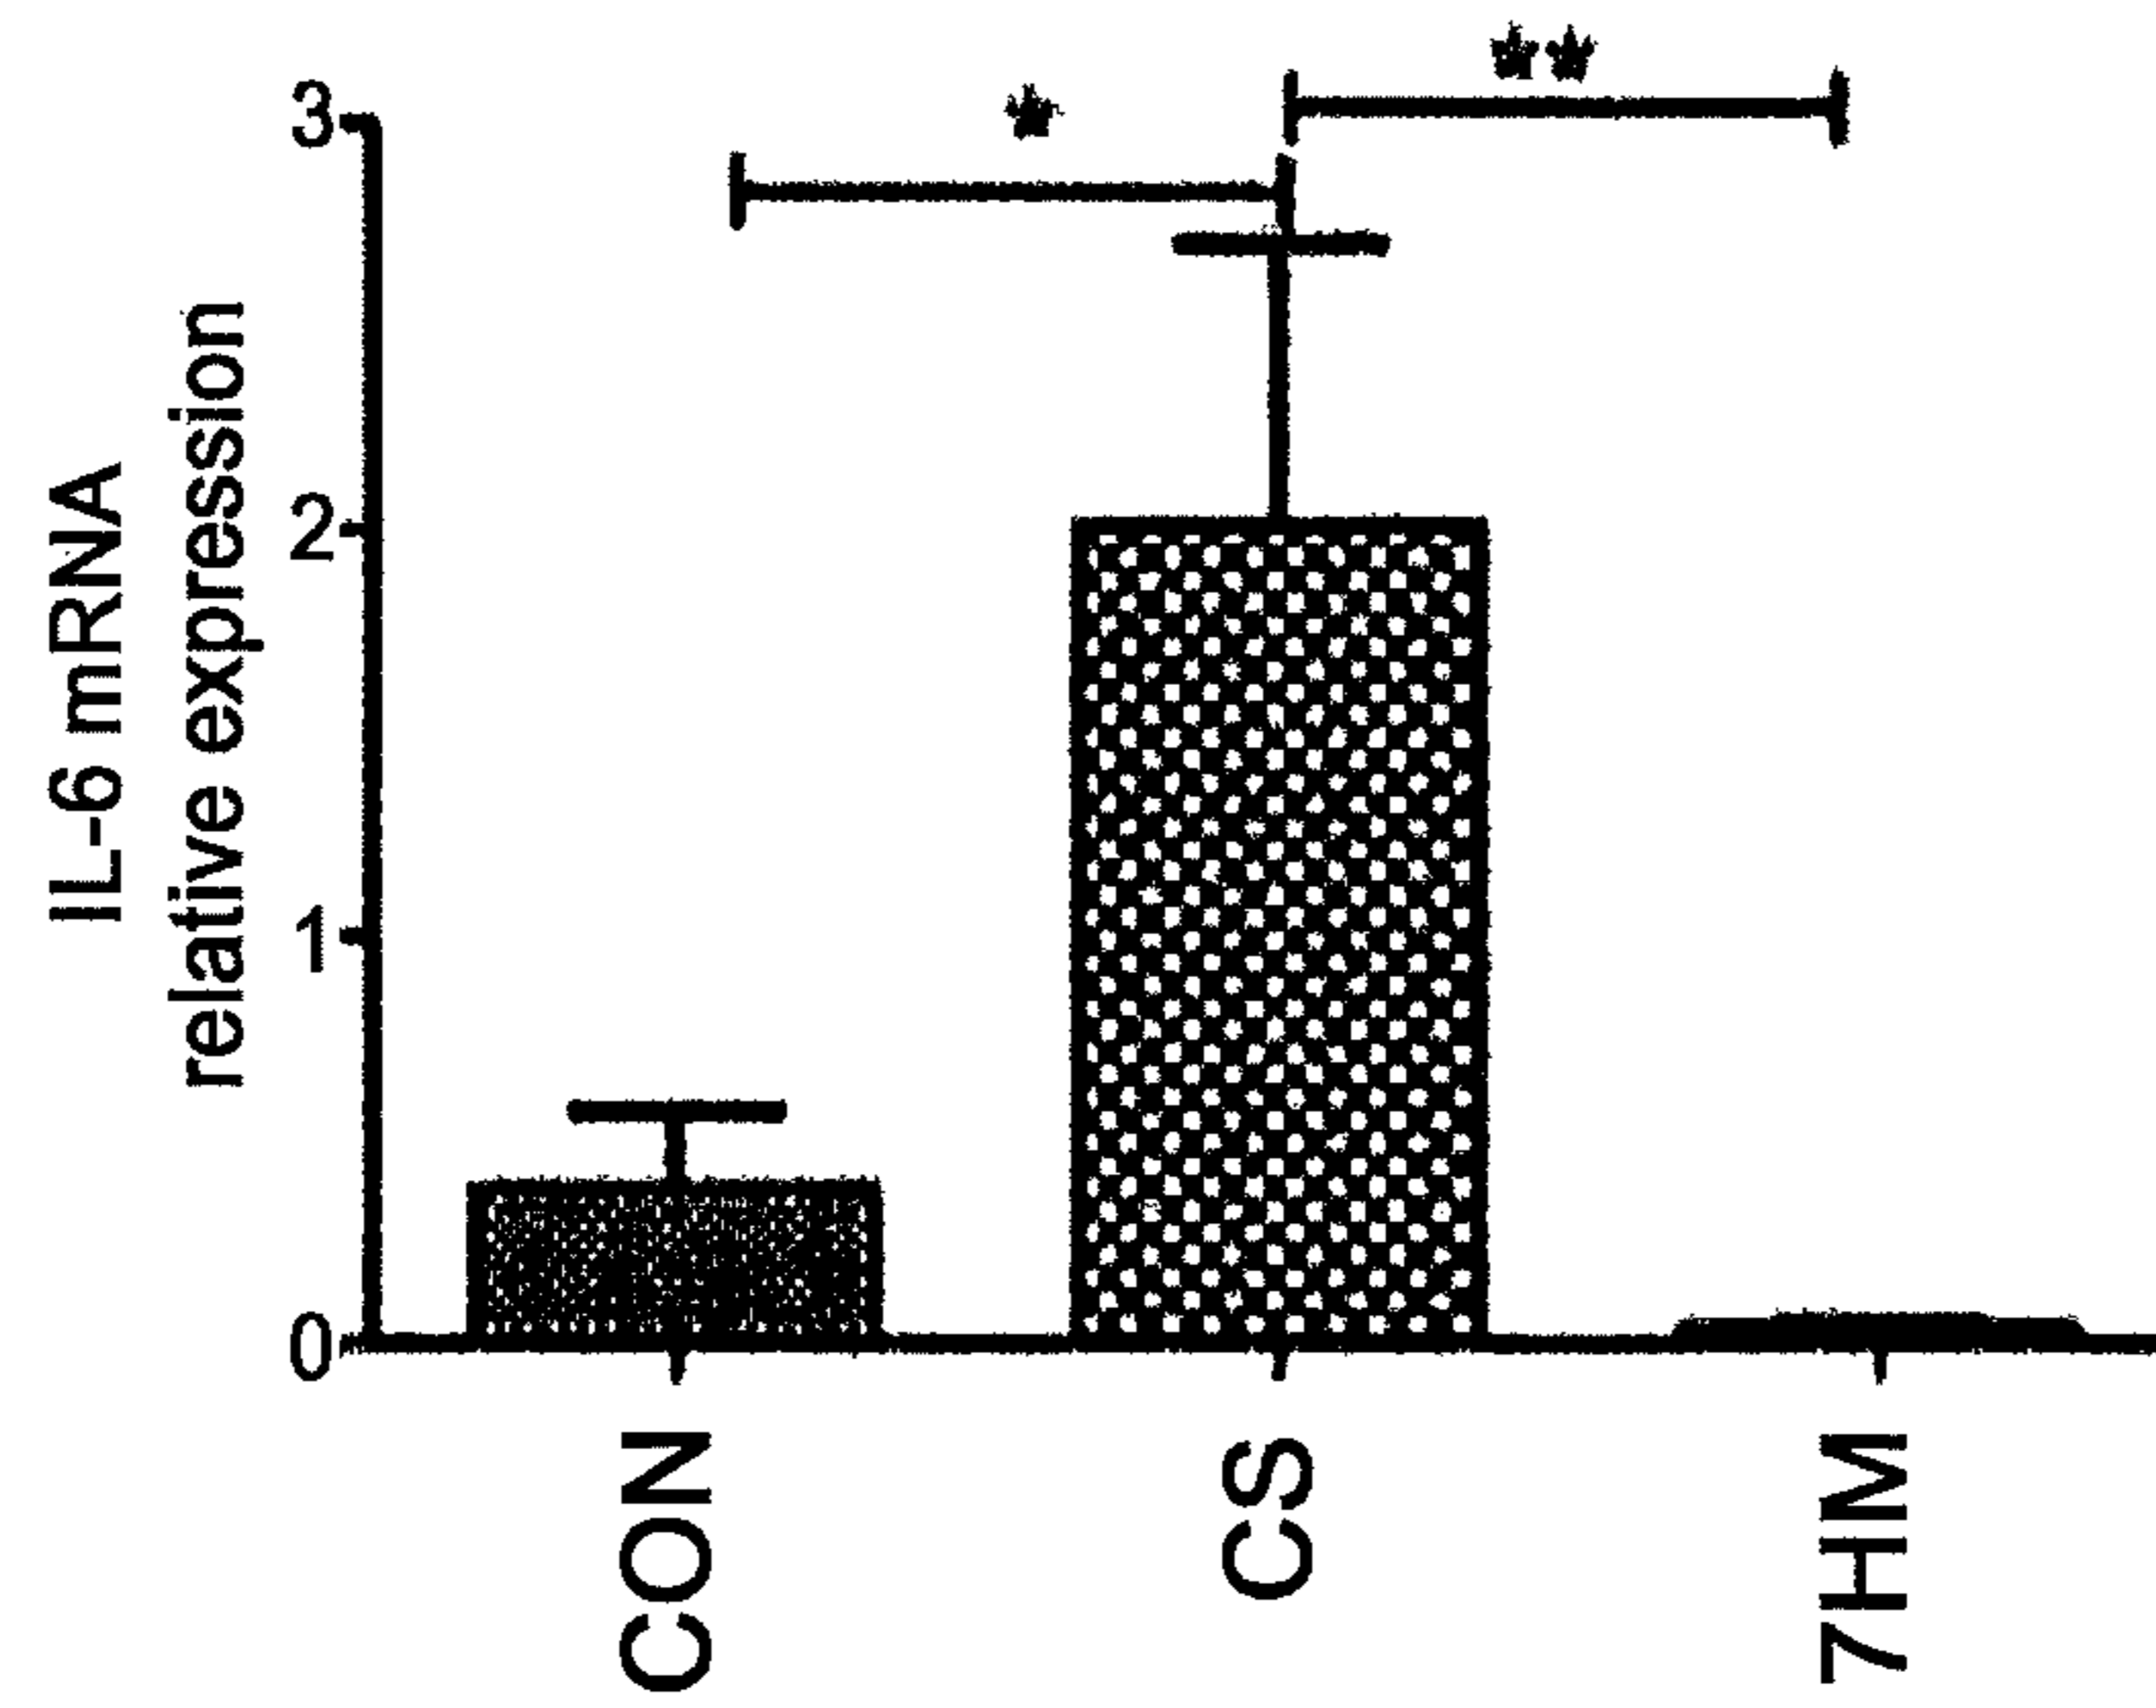 IL-6 mRNA
relative expression
3
2
1
0
*
**
CON
CS
7HM